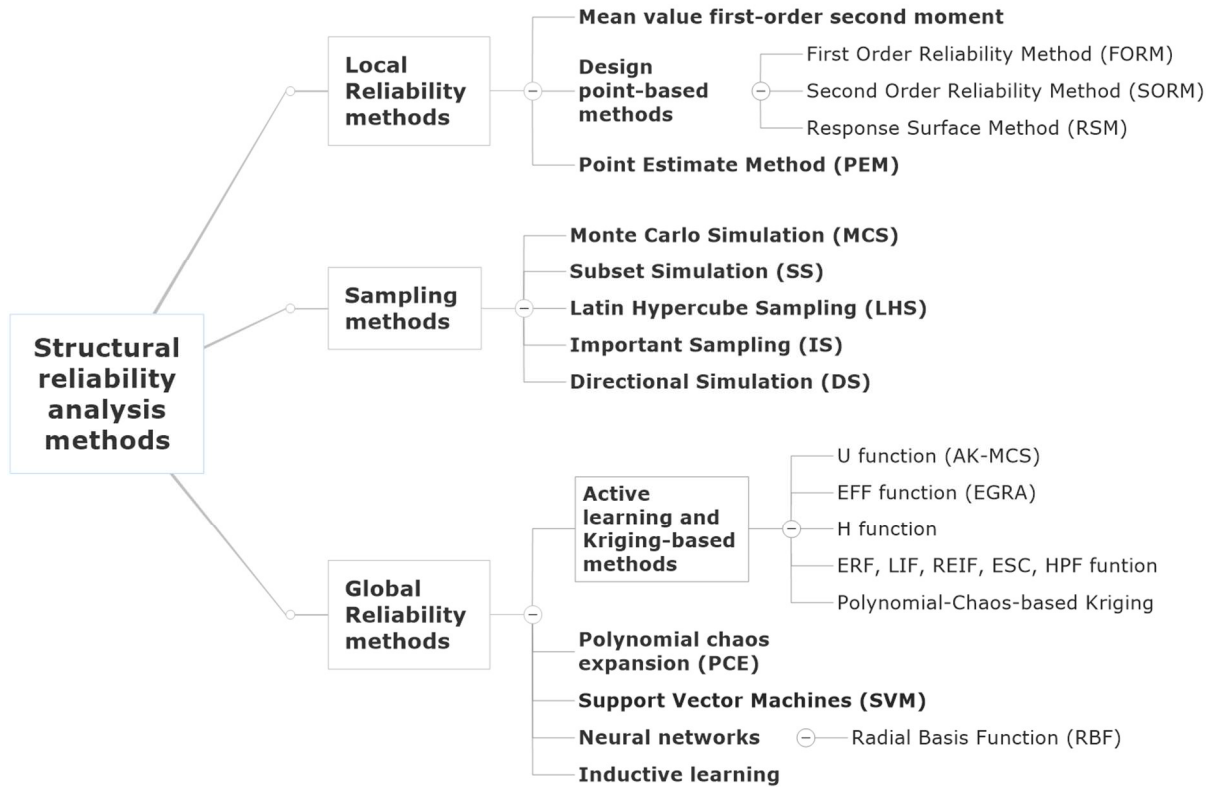 Structural
reliability
analysis
methods
Local
Reliability
methods
Mean value first-order second moment
Design
point-based
methods
First Order Reliability Method (FORM)
Second Order Reliability Method (SORM)
Response Surface Method (RSM)
Point Estimate Method (PEM)
Sampling
methods
Monte Carlo Simulation (MCS)
Subset Simulation (SS)
Latin Hypercube Sampling (LHS)
Important Sampling (IS)
Directional Simulation (DS)
Global
Reliability
methods
Active
learning and
Kriging-based
methods
U function (AK-MCS)
EFF function (EGRA)
H function
ERF, LIF, REIF, ESC, HPF funtion
Polynomial-Chaos-based Kriging
Polynomial chaos
expansion (PCE)
Support Vector Machines (SVM)
Neural networks
Radial Basis Function (RBF)
Inductive learning